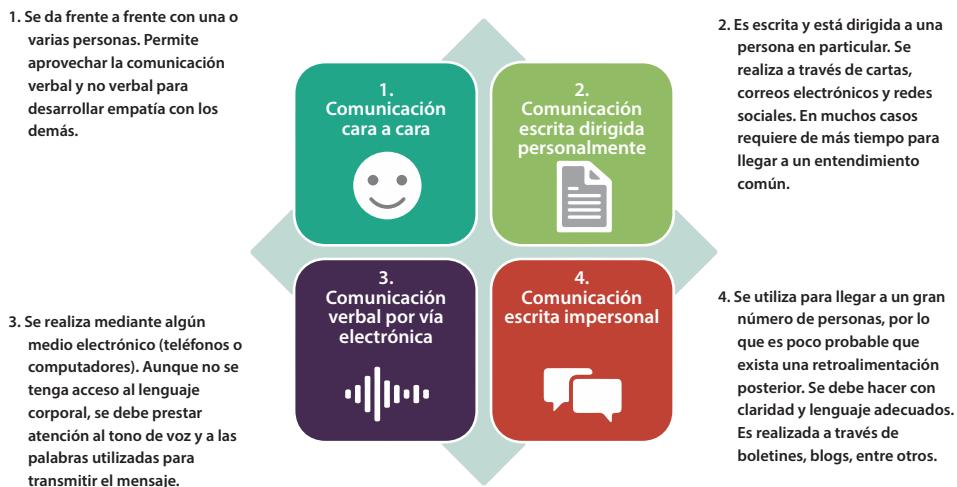 1. Se da frente a frente con una o
varias personas. Permite
aprovechar la comunicación
verbal y no verbal para
desarrollar empatía con los
demás.
1.
Comunicación
cara a cara
2.
Comunicación
escrita dirigida
personalmente
2. Es escrita y está dirigida a una
persona en particular. Se
realiza a través de cartas,
correos electrónicos y redes
sociales. En muchos casos
requiere de más tiempo para
llegar a un entendimiento
común.
3. Se realiza mediante algún
medio electrónico (teléfonos o
computadores). Aunque no se
tenga acceso al lenguaje
corporal, se debe prestar
atención al tono de voz y a las
palabras utilizadas para
transmitir el mensaje.
3.
Comunicación
verbal por vía
electrónica
4.
Comunicación
escrita impersonal
4. Se utiliza para llegar a un gran
número de personas, por lo
que es poco probable que
exista una retroalimentación
posterior. Se debe hacer con
claridad y lenguaje adecuados.
Es realizada a través de
boletines, blogs, entre otros.